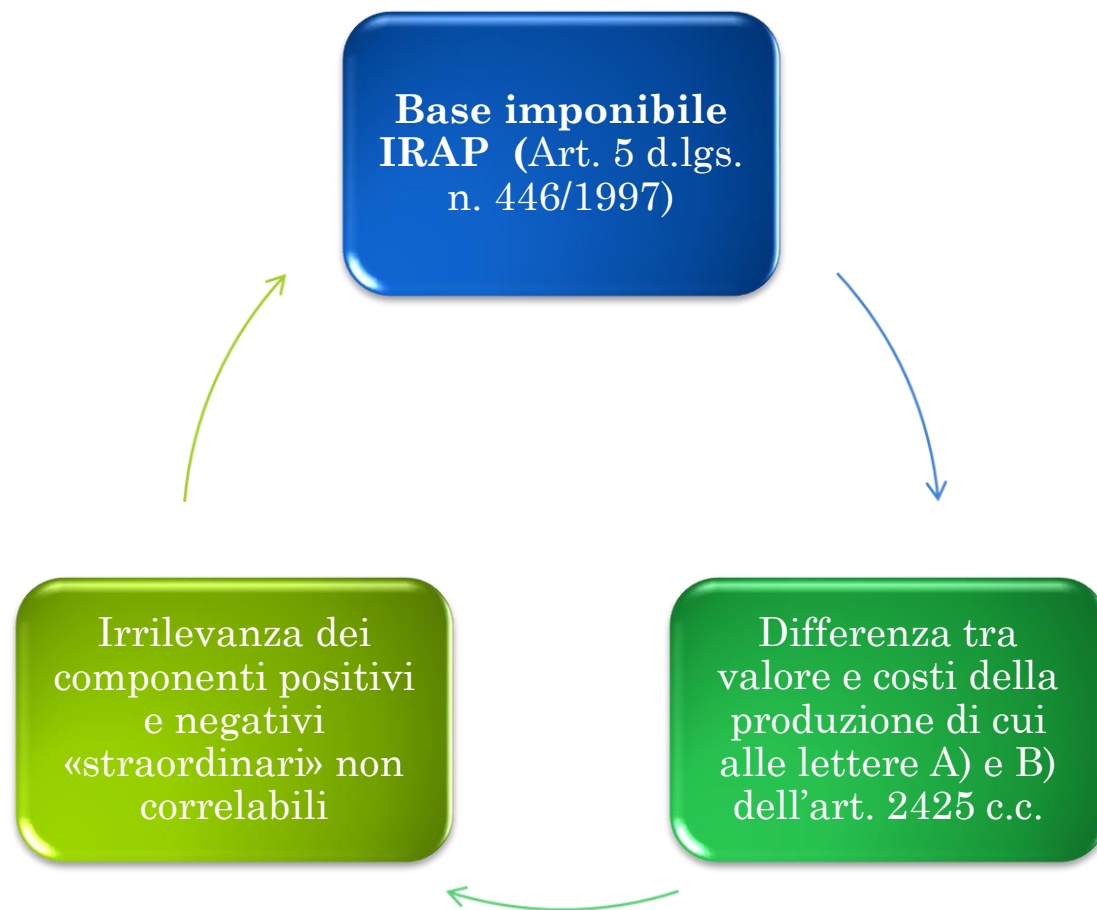 Base imponibile
IRAP (Art. 5 d.lgs.
n. 446/1997)
Differenza tra
valore e costi della
produzione di cui
alle lettere A) e B)
dell’art. 2425 c.c.
Irrilevanza dei
componenti positivi
e negativi
«straordinari» non
correlabili